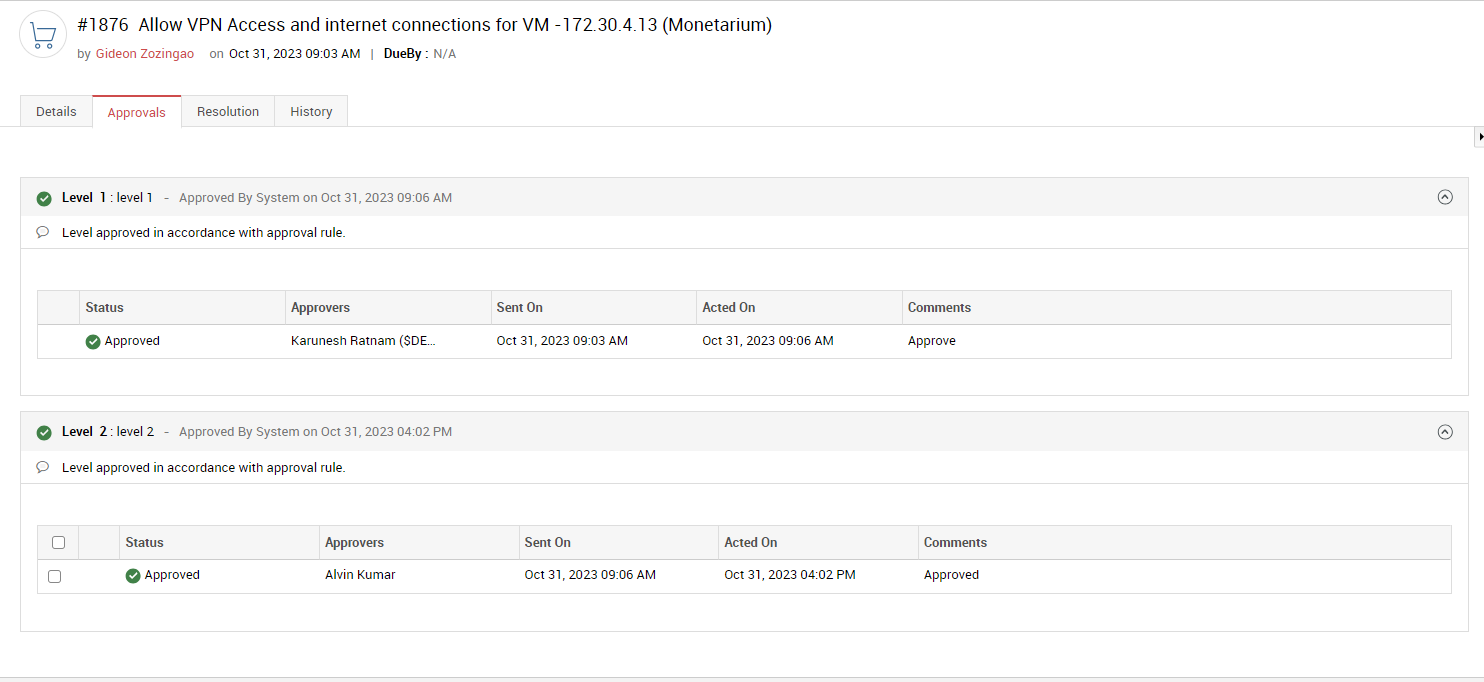 #1876 Allow VPN Access and internet connections for VM -172.30.4.13 (Monetarium)
by Gideon Zozingao on Oct 31, 2023 09:03 AM | DueBy : N/A
Details Approvals Resolution History
Level 1 : level 1 - Approved By System on Oct 31, 2023 09:06 AM
Level approved in accordance with approval rule.
Status Approvers Sent On Acted On Comments
Approved Karunesh Ratnam ($DE... Oct 31, 2023 09:03 AM Oct 31, 2023 09:06 AM Approve
Level 2 : level 2 - Approved By System on Oct 31, 2023 04:02 PM
Level approved in accordance with approval rule.
Status Approvers Sent On Acted On Comments
Approved Alvin Kumar Oct 31, 2023 09:06 AM Oct 31, 2023 04:02 PM Approved